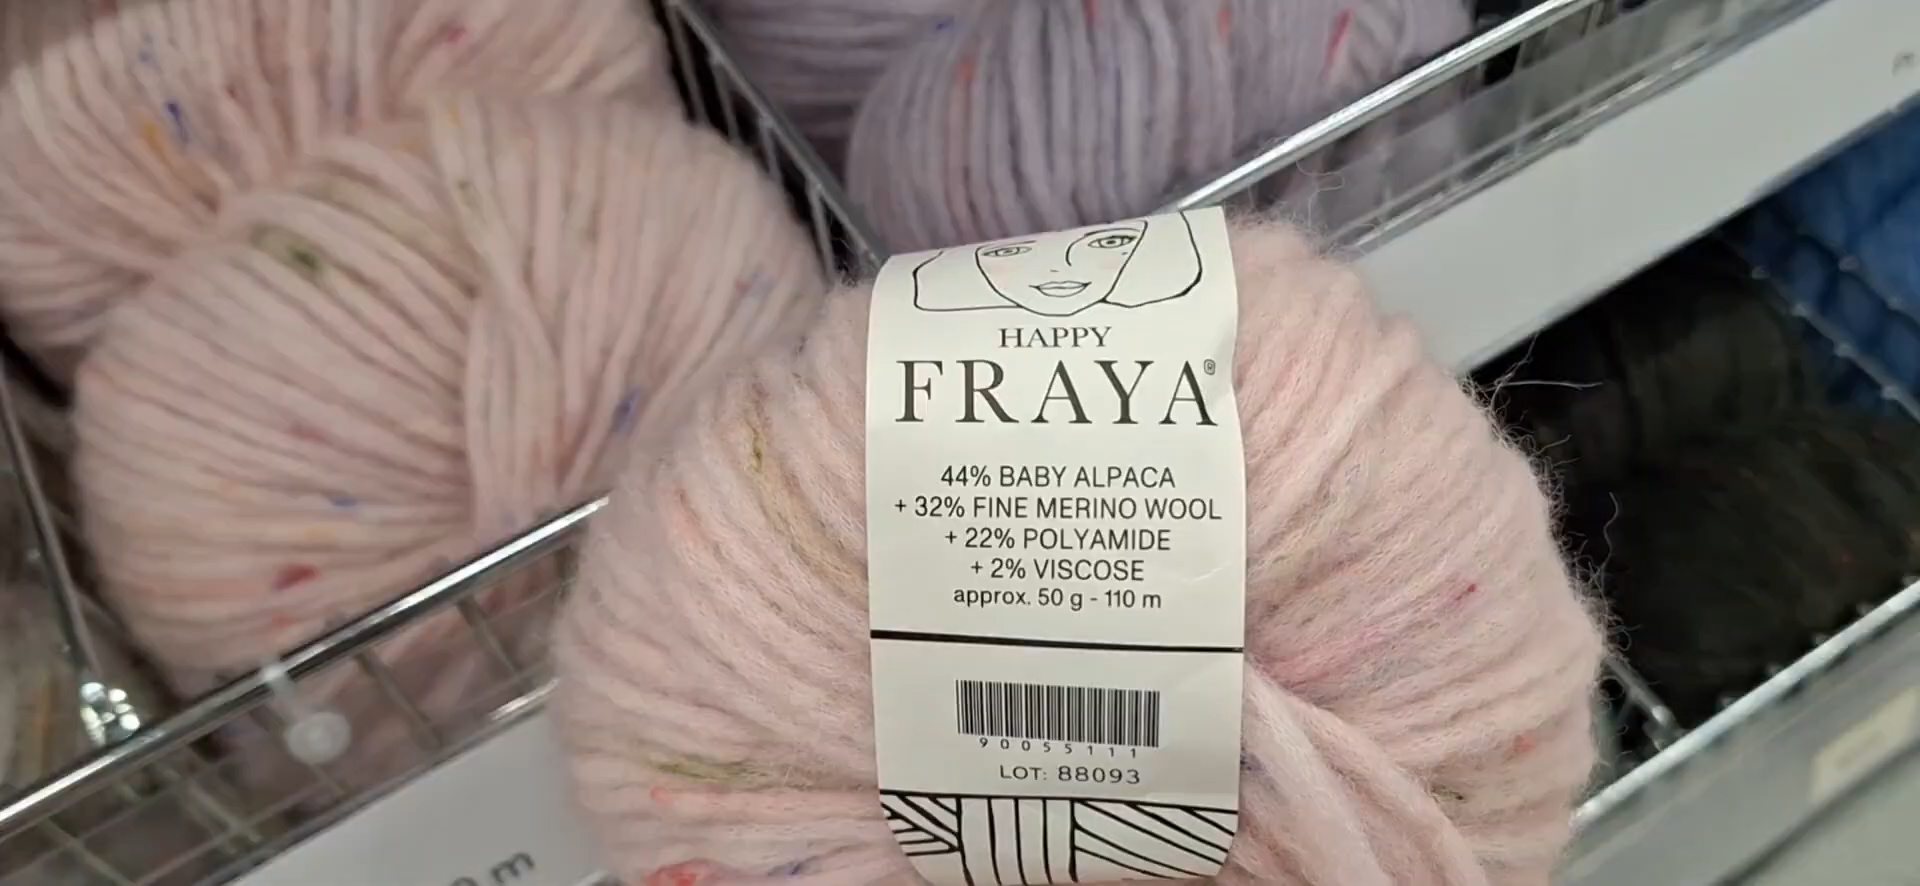 HAPPY
FRAYA®
44% BABY ALPACA
+ 32% FINE MERINO WOOL
+ 22% POLYAMIDE
+ 2% VISCOSE
approx. 50 g - 110 m
90055111
LOT: 88093
m